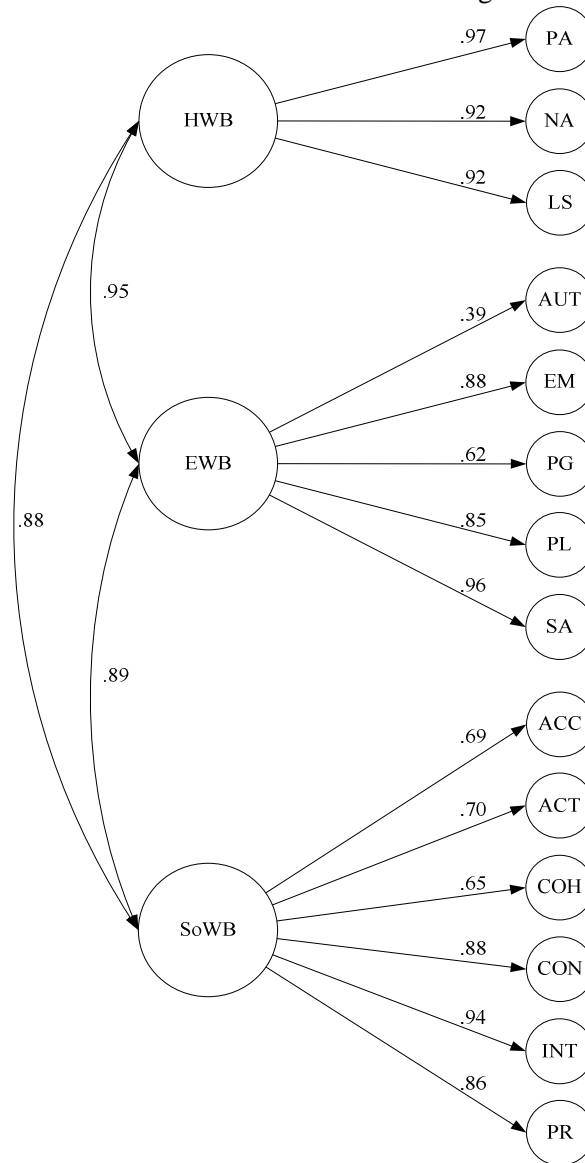 .97
PA
HWB
.92
NA
.92
LS
.95
.39
AUT
.88
EM
EWB
.62
PG
.85
PL
.88
.96
SA
.89
.69
ACC
.70
ACT
.65
COH
SoWB
.88
CON
.94
INT
.86
PR